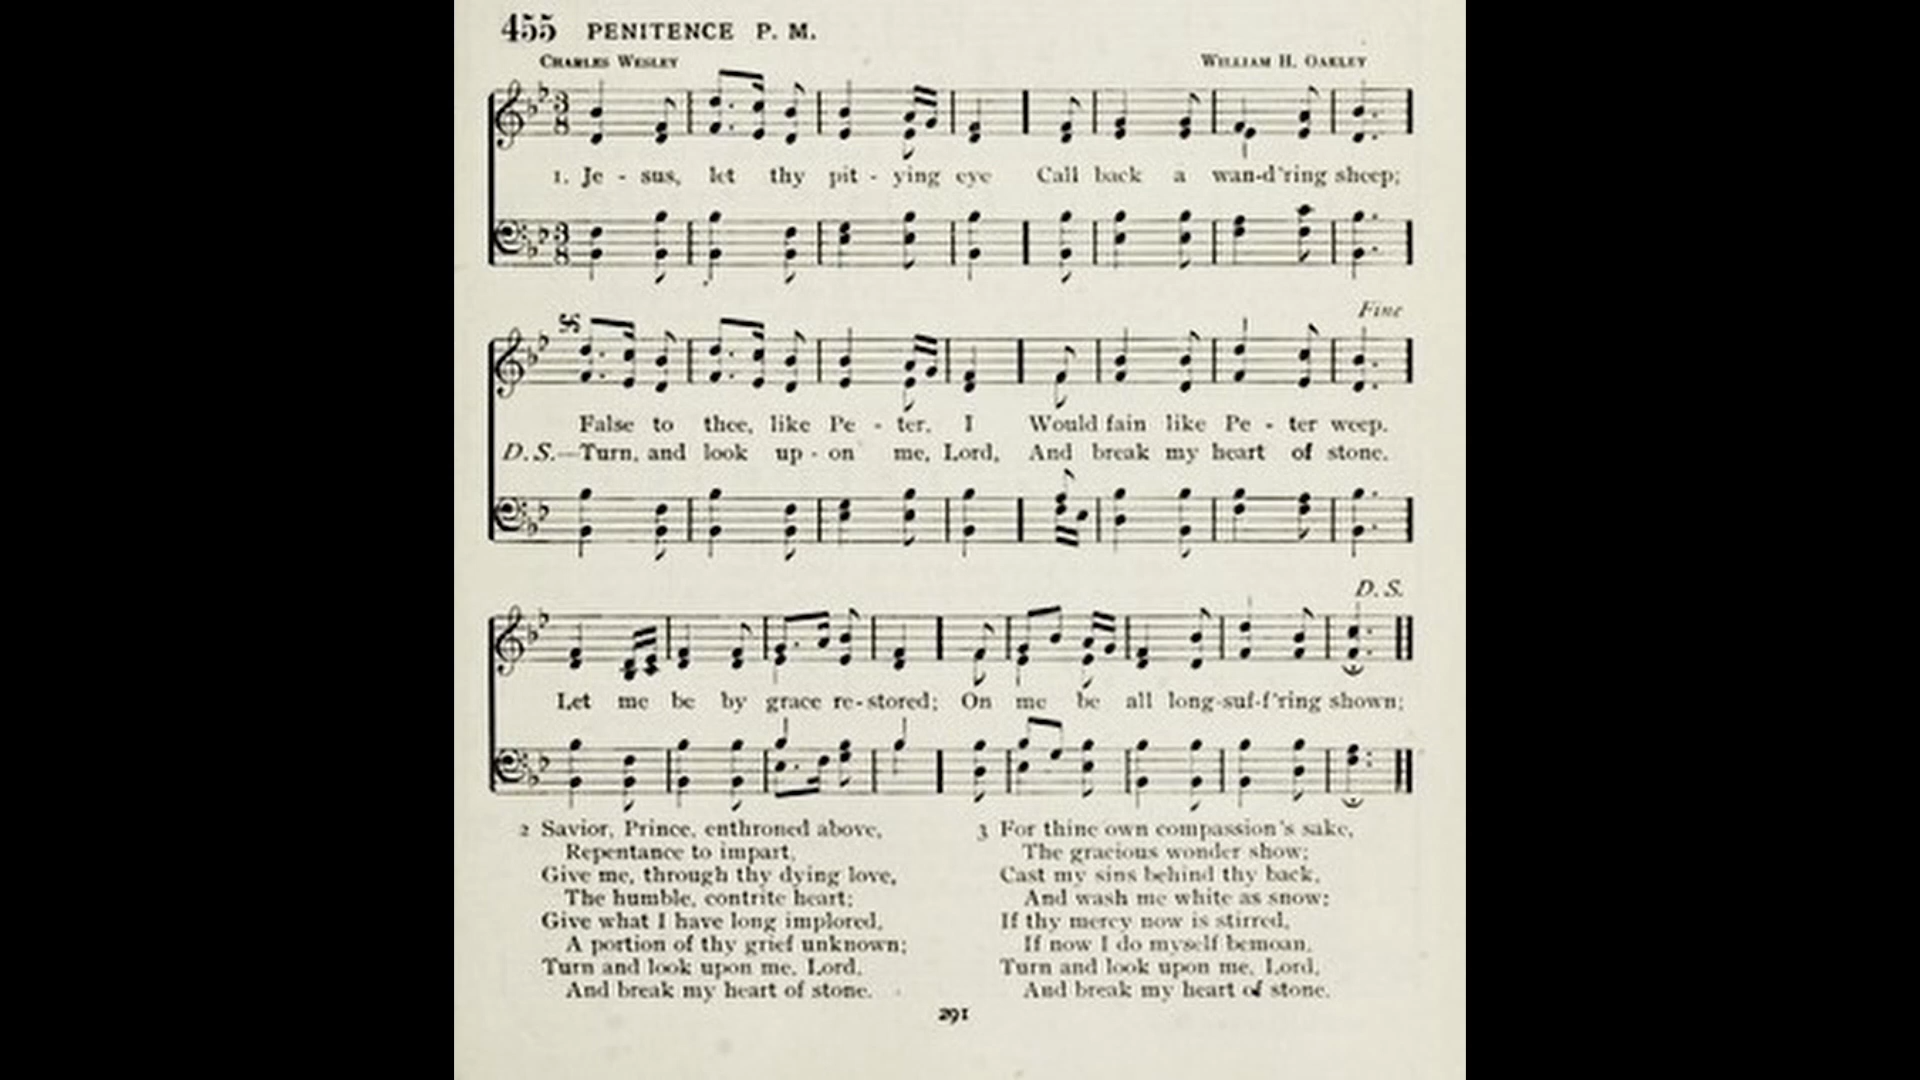 455 PENITENCE P. M.
CHARLES WESLEY WILLIAM H. OAKLEY
3 8
1. Je - sus, let thy pit - ying eye Call back a wan-d'ring sheep;
3 8
Fine
False to thee, like Pe - ter, I Would fain like Pe - ter weep.
D. S.—Turn, and look up - on me, Lord, And break my heart of stone.
D. S.
Let me be by grace re-stored; On me be all long-suf-f'ring shown;
2 Savior, Prince, enthroned above,
Repentance to impart,
Give me, through thy dying love,
The humble, contrite heart;
Give what I have long implored,
A portion of thy grief unknown;
Turn and look upon me, Lord,
And break my heart of stone.
3 For thine own compassion's sake,
The gracious wonder show;
Cast my sins behind thy back,
And wash me white as snow;
If thy mercy now is stirred,
If now I do myself bemoan,
Turn and look upon me, Lord,
And break my heart of stone.
291